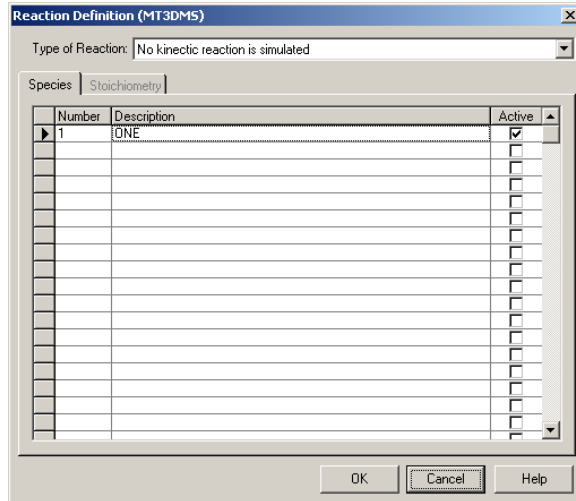 Reaction Definition (MT3DMS)
Type of Reaction: No kinectic reaction is simulated
Species Stoichiometry
Number Description Active
1 ONE
OK Cancel Help